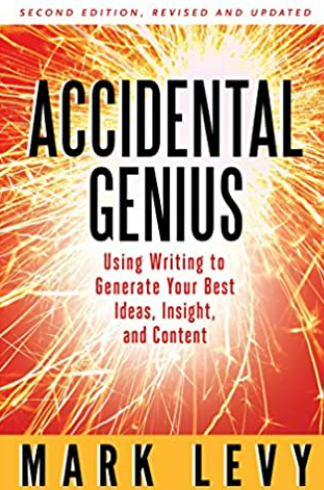 SECOND EDITION, REVISED AND UPDATED
ACCIDENTAL
GENIUS
Using Writing to
Generate Your Best
Ideas, Insight,
and Content
MARK LEVY